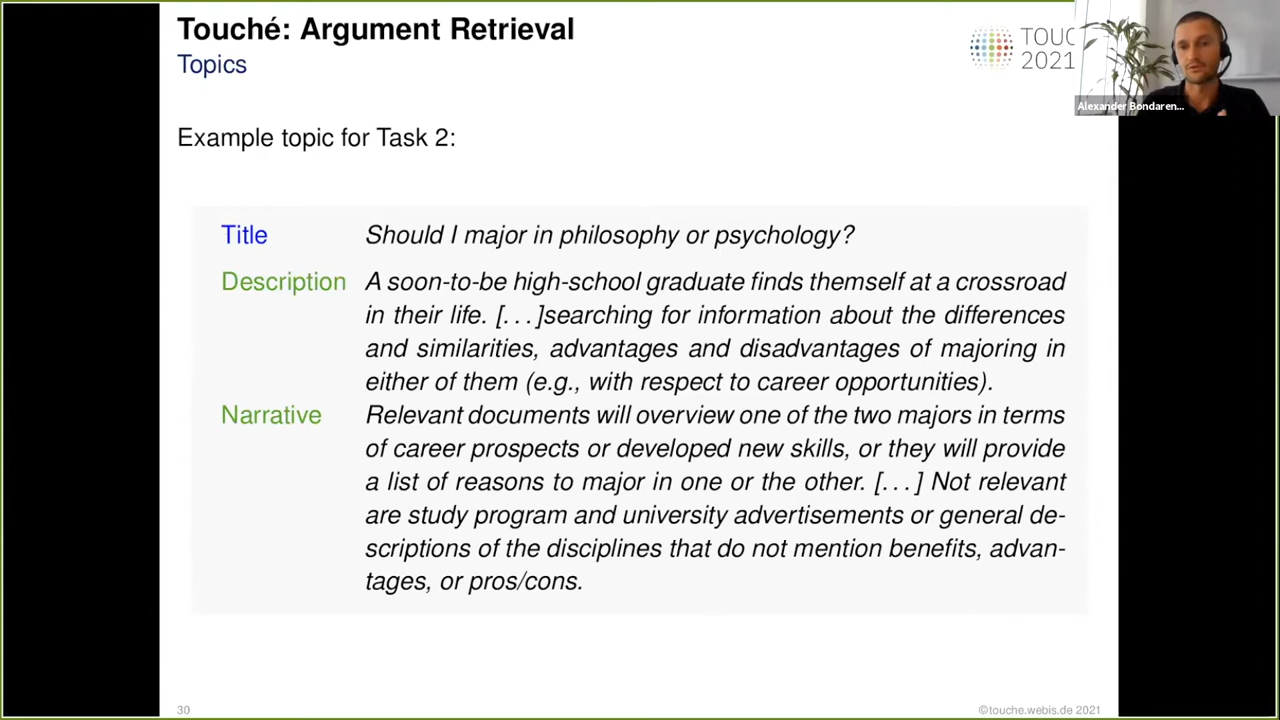 Touché: Argument Retrieval
Topics
TOUC
2021
Alexander Bondaren...
Example topic for Task 2:
Title Should I major in philosophy or psychology?
Description A soon-to-be high-school graduate finds themself at a crossroad
in their life. [...]searching for information about the differences
and similarities, advantages and disadvantages of majoring in
either of them (e.g., with respect to career opportunities).
Narrative Relevant documents will overview one of the two majors in terms
of career prospects or developed new skills, or they will provide
a list of reasons to major in one or the other. [...] Not relevant
are study program and university advertisements or general de-
scriptions of the disciplines that do not mention benefits, advan-
tages, or pros/cons.
30
©touche.webis.de 2021